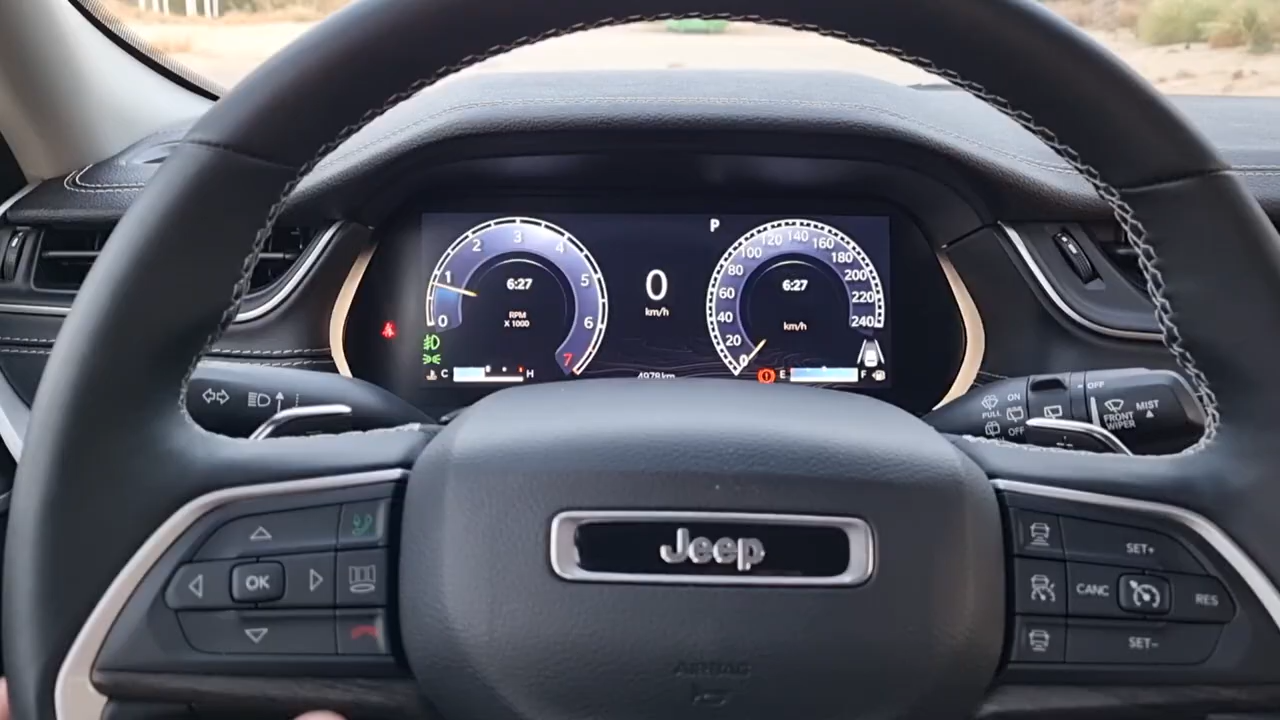 0 1 2 3 4 5 6 7
6:27
RPM
X 1000
C H
0
km/h
4978 km
P
0 20 40 60 80 100 120 140 160 180 200 220 240
6:27
km/h
E F
OK
Jeep
AIRBAG
ON
PULL
OFF
OFF
FRONT
WIPER
MIST
SET+
CANC
RES
SET-